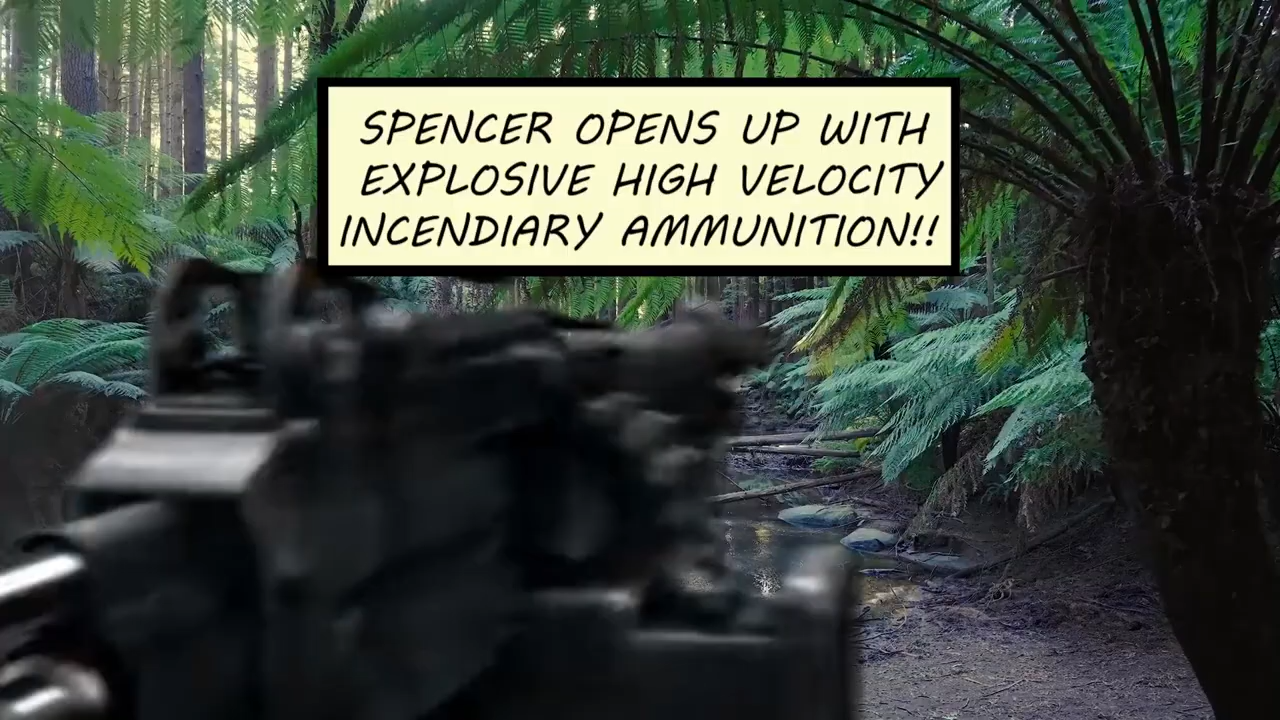 SPENCER OPENS UP WITH
EXPLOSIVE HIGH VELOCITY
INCENDIARY AMMUNITION!!